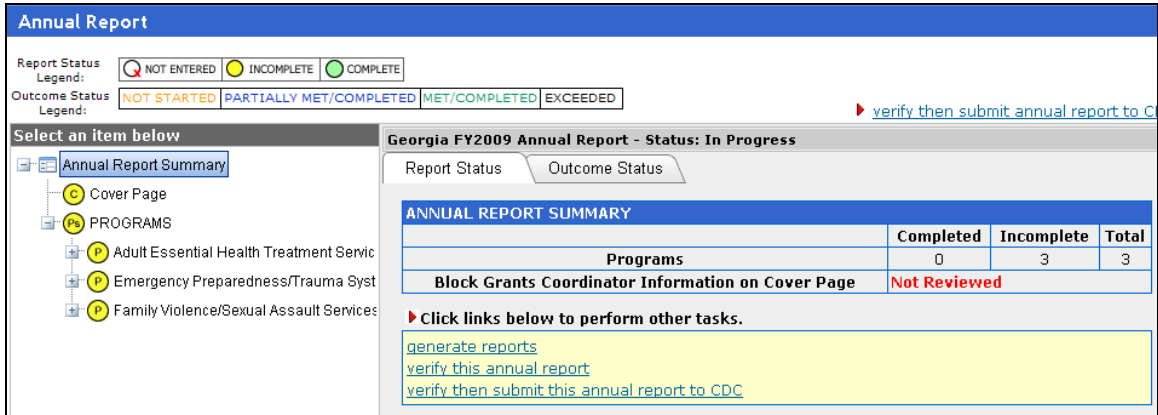 Annual Report
Report Status Legend: NOT ENTERED INCOMPLETE COMPLETE
Outcome Status Legend: NOT STARTED PARTIALLY MET/COMPLETED MET/COMPLETED EXCEEDED
verify then submit annual report to
Select an item below
Annual Report Summary
C Cover Page
Ps PROGRAMS
P Adult Essential Health Treatment Servic
P Emergency Preparedness/Trauma Syst
P Family Violence/Sexual Assault Services
Georgia FY2009 Annual Report - Status: In Progress
Report Status Outcome Status
ANNUAL REPORT SUMMARY
Completed Incomplete Total
Programs 0 3 3
Block Grants Coordinator Information on Cover Page Not Reviewed
Click links below to perform other tasks.
generate reports
verify this annual report
verify then submit this annual report to CDC